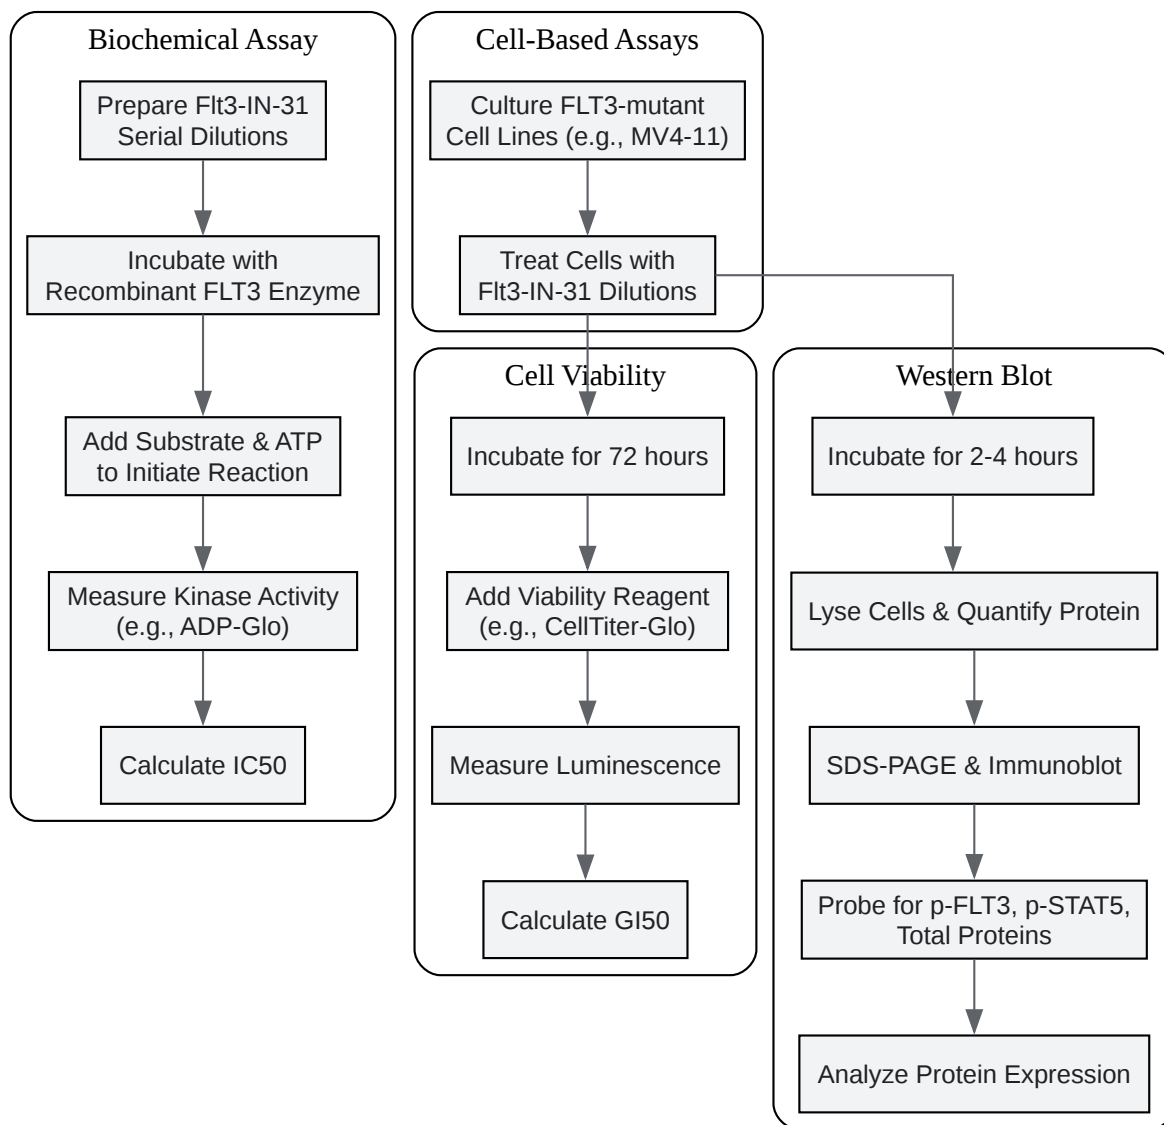 Biochemical Assay
Prepare Flt3-IN-31
Serial Dilutions
Incubate with
Recombinant FLT3 Enzyme
Add Substrate & ATP
to Initiate Reaction
Measure Kinase Activity
(e.g., ADP-Glo)
Calculate IC50
Cell-Based Assays
Culture FLT3-mutant
Cell Lines (e.g., MV4-11)
Treat Cells with
Flt3-IN-31 Dilutions
Cell Viability
Incubate for 72 hours
Add Viability Reagent
(e.g., CellTiter-Glo)
Measure Luminescence
Calculate GI50
Western Blot
Incubate for 2-4 hours
Lyse Cells & Quantify Protein
SDS-PAGE & Immunoblot
Probe for p-FLT3, p-STAT5,
Total Proteins
Analyze Protein Expression